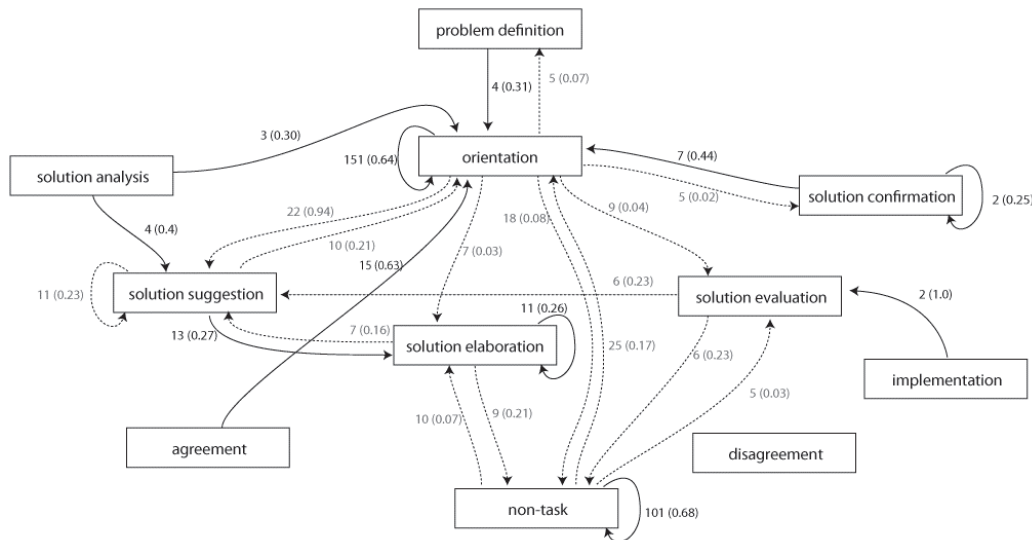 problem definition
4 (0.31)
5 (0.07)
3 (0.30)
151 (0.64)
orientation
7 (0.44)
solution analysis
5 (0.02)
solution confirmation
2 (0.25)
22 (0.94)
18 (0.08)
9 (0.04)
4 (0.4)
10 (0.21)
7 (0.03)
15 (0.63)
11 (0.23)
solution suggestion
6 (0.23)
solution evaluation
2 (1.0)
11 (0.26)
13 (0.27)
7 (0.16)
solution elaboration
25 (0.17)
6 (0.23)
implementation
5 (0.03)
10 (0.07)
9 (0.21)
agreement
disagreement
non-task
101 (0.68)